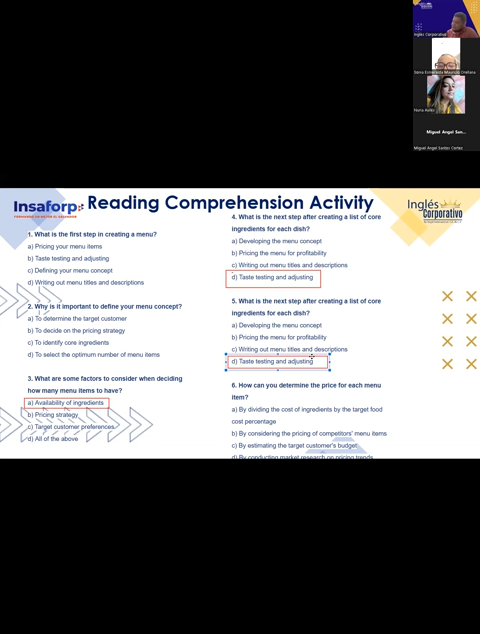 Inglés Corporativo
Sonia Esmeralda Mauricio Orellana
Miguel Angel San...
Miguel Angel Santos Cortez
Insaforp
Reading Comprehension Activity
Inglés
Corporativo
1. What is the first step in creating a menu?
a) Pricing your menu items
b) Taste testing and adjusting
c) Defining your menu concept
d) Writing out menu titles and descriptions
2. Why is it important to define your menu concept?
a) To determine the target customer
b) To decide on the pricing strategy
c) To identify core ingredients
d) To select the optimum number of menu items
3. What are some factors to consider when deciding
how many menu items to have?
a) Availability of ingredients
b) Pricing strategy
c) Target customer preferences
d) All of the above
4. What is the next step after creating a list of core
ingredients for each dish?
a) Developing the menu concept
b) Pricing the menu for profitability
c) Writing out menu titles and descriptions
d) Taste testing and adjusting
5. What is the next step after creating a list of core
ingredients for each dish?
a) Developing the menu concept
b) Pricing the menu for profitability
c) Writing out menu titles and descriptions
d) Taste testing and adjusting
6. How can you determine the price for each menu
item?
a) By dividing the cost of ingredients by the target food
cost percentage
b) By considering the pricing of competitors' menu items
c) By estimating the target customer's budget
d) By conducting market research on pricing trends